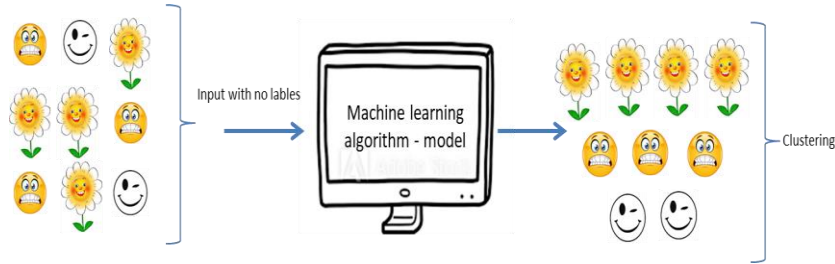 Input with no lables
Machine learning
algorithm - model
Clustering